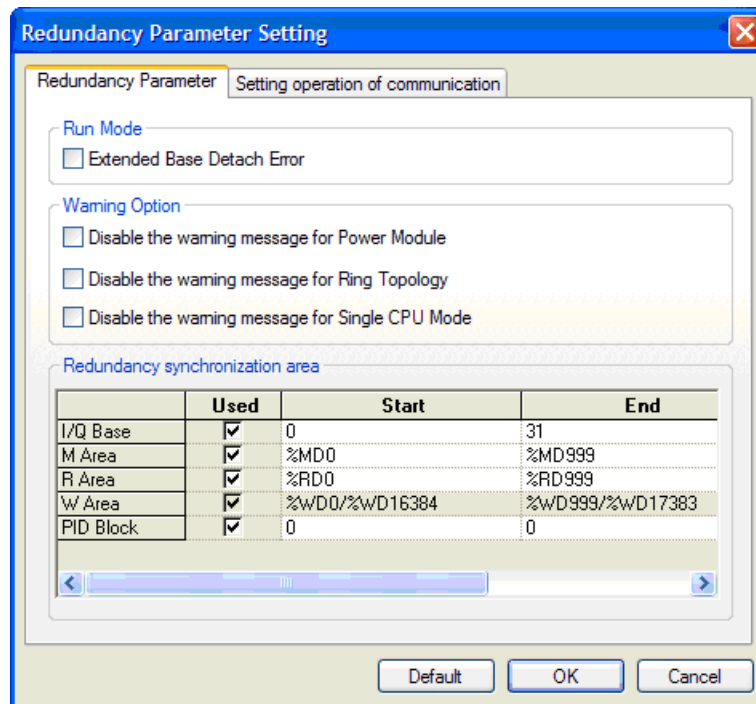 Redundancy Parameter Setting
Redundancy Parameter Setting operation of communication
Run Mode
Extended Base Detach Error
Warning Option
Disable the warning message for Power Module
Disable the warning message for Ring Topology
Disable the warning message for Single CPU Mode
Redundancy synchronization area
Used Start End
I/Q Base 0 31
M Area %MD0 %MD999
R Area %RD0 %RD999
W Area %WD0/%WD16384 %WD999/%WD17383
PID Block 0 0
Default OK Cancel